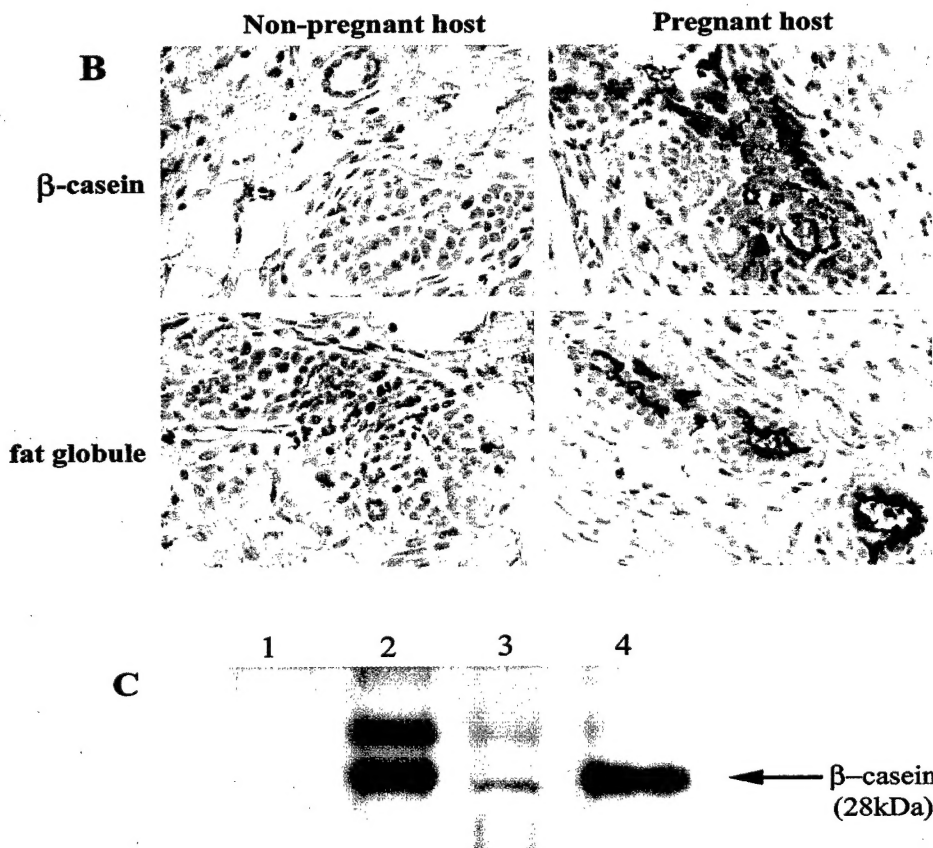 Non-pregnant host Pregnant host
B
β-casein
fat globule
1 2 3 4
C
β–casein
(28kDa)